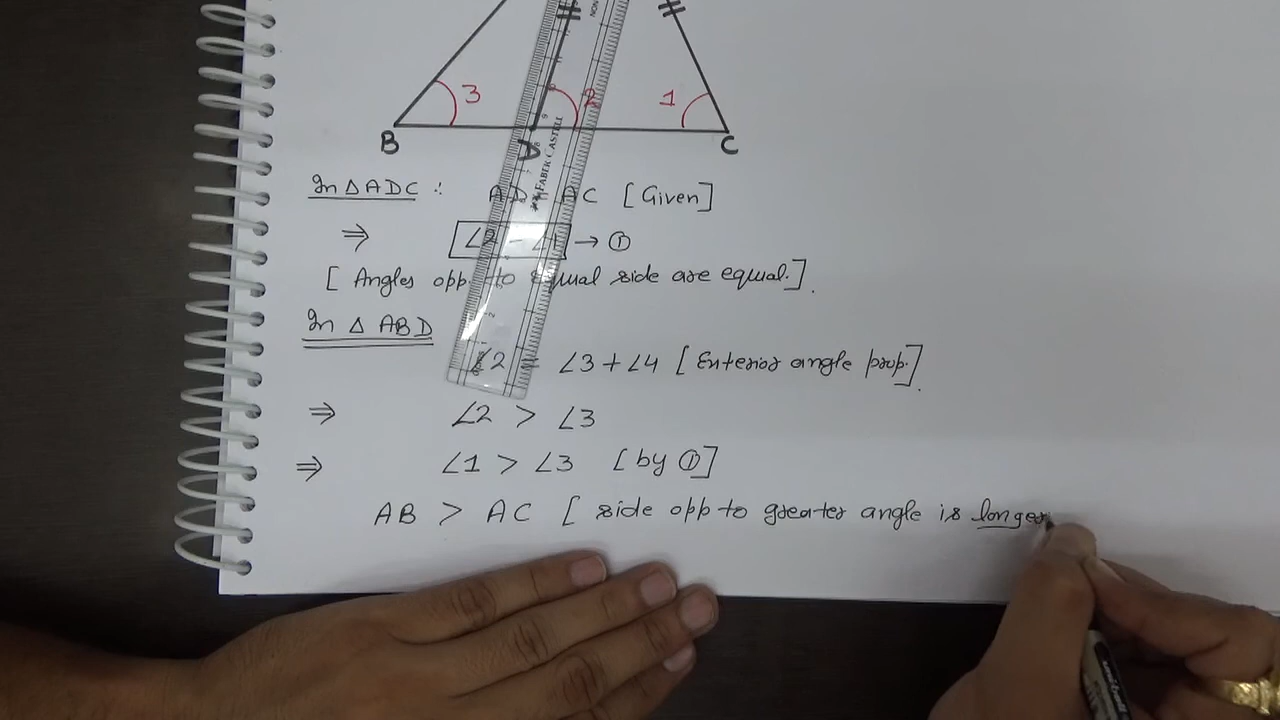 3
2
1
B
D
C
FABER CASTELL
In Δ ADC : AD AC [Given]
⇒ ∠2 = ∠1 → ①
[ Angles opp to equal side are equal.].
In Δ ABD
∠2 ∠3 + ∠4 [ Exterior angle prop.].
⇒ ∠2 > ∠3
⇒ ∠1 > ∠3 [ by ①]
AB > AC [ side opp to greater angle is longer